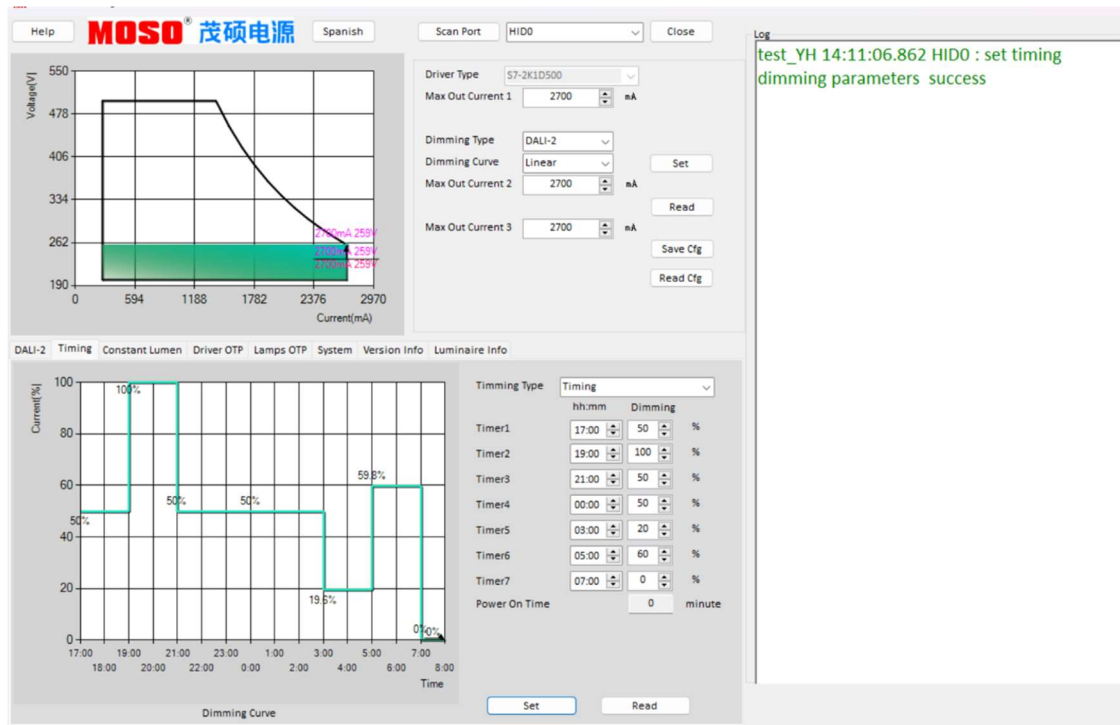 Help
MOSO® 茂硕电源
Spanish
Scan Port
HID0
Close
Log
test_YH 14:11:06.862 HID0 : set timing
dimming parameters  success
Voltage(V)
550
478
406
334
262
190
0 594 1188 1782 2376 2970
Current(mA)
2700mA 259V
2700mA 259V
2700mA 259V
Driver Type S7-2K1D500
Max Out Current 1 2700 mA
Dimming Type DALI-2
Dimming Curve Linear Set
Max Out Current 2 2700 mA
Read
Max Out Current 3 2700 mA
Save Cfg
Read Cfg
DALI-2 Timing Constant Lumen Driver OTP Lamps OTP System Version Info Luminaire Info
Current(%)
100
80
60
40
20
0
50%
100%
50%
50%
19.6%
59.8%
0%
0%
17:00 19:00 21:00 23:00 1:00 3:00 5:00 7:00
18:00 20:00 22:00 0:00 2:00 4:00 6:00 8:00
Time
Dimming Curve
Timming Type Timing
hh:mm Dimming
Timer1 17:00 50 %
Timer2 19:00 100 %
Timer3 21:00 50 %
Timer4 00:00 50 %
Timer5 03:00 20 %
Timer6 05:00 60 %
Timer7 07:00 0 %
Power On Time 0 minute
Set Read